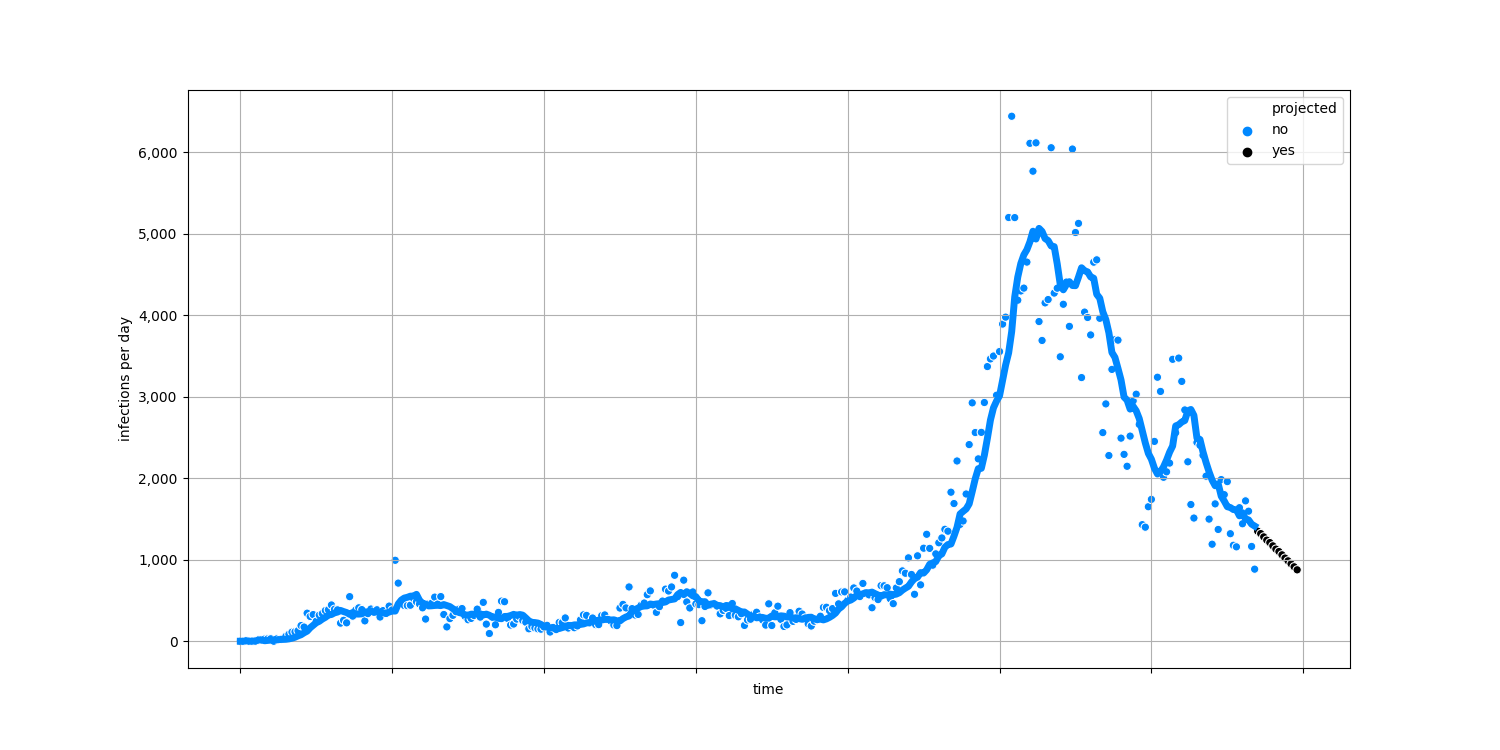 projected
no
yes
6,000
5,000
4,000
3,000
2,000
1,000
0
infections per day
time